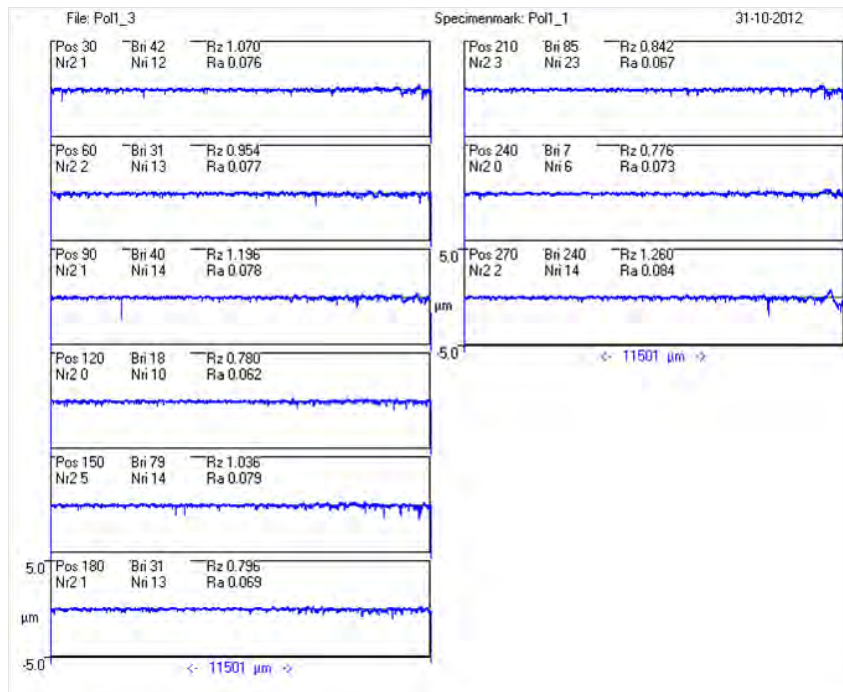 File: Pol1_3 Specimenmark: Pol1_1 31-10-2012
Pos 30 Bri 42 Rz 1.070
Nr2 1 Nri 12 Ra 0.076
Pos 60 Bri 31 Rz 0.954
Nr2 2 Nri 13 Ra 0.077
Pos 90 Bri 40 Rz 1.196
Nr2 1 Nri 14 Ra 0.078
Pos 120 Bri 18 Rz 0.780
Nr2 0 Nri 10 Ra 0.062
Pos 150 Bri 79 Rz 1.036
Nr2 5 Nri 14 Ra 0.079
5.0 Pos 180 Bri 31 Rz 0.796
Nr2 1 Nri 13 Ra 0.069
µm
-5.0
<- 11501 µm ->
Pos 210 Bri 85 Rz 0.842
Nr2 3 Nri 23 Ra 0.067
Pos 240 Bri 7 Rz 0.776
Nr2 0 Nri 6 Ra 0.073
5.0 Pos 270 Bri 240 Rz 1.260
Nr2 2 Nri 14 Ra 0.084
µm
-5.0
<- 11501 µm ->